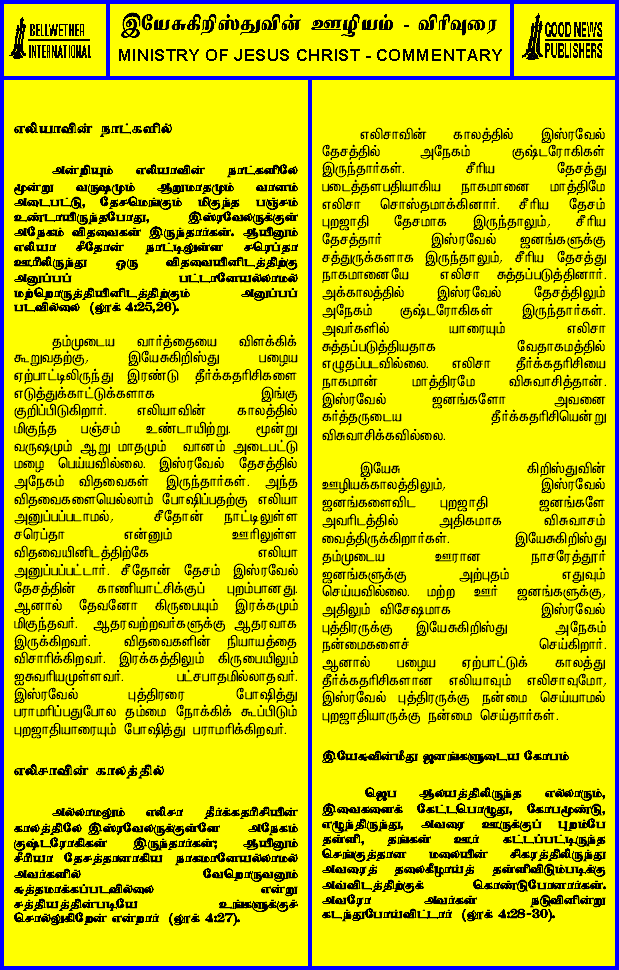 BELLWETHER
INTERNATIONAL
இயேசுகிறிஸ்துவின் ஊழியம் - விரிவுரை
MINISTRY OF JESUS CHRIST - COMMENTARY
GOOD NEWS
PUBLISHERS
எலியாவின் நாட்களில்
அன்றியும் எலியாவின் நாட்களிலே
மூன்று வருஷமும் ஆறுமாதமும் வானம்
அடைபட்டு, தேசமெங்கும் மிகுந்த பஞ்சம்
உண்டாயிருந்தபோது, இஸ்ரவேலருக்குள்
அநேகம் விதவைகள் இருந்தார்கள். ஆயினும்
எலியா சீதோன் நாட்டிலுள்ள சரெப்தா
ஊரிலிருந்து ஒரு விதவையினிடத்திற்கு
அனுப்பப் பட்டானேயல்லாமல்
மற்றொருத்தியினிடத்திற்கும் அனுப்பப்
படவில்லை (லூக் 4:25,26).
தம்முடைய வார்த்தையை விளக்கிக்
கூறுவதற்கு, இயேசுகிறிஸ்து பழைய
ஏற்பாட்டிலிருந்து இரண்டு தீர்க்கதரிசிகளை
எடுத்துக்காட்டுக்களாக இங்கு
குறிப்பிடுகிறார். எலியாவின் காலத்தில்
மிகுந்த பஞ்சம் உண்டாயிற்று. மூன்று
வருஷமும் ஆறு மாதமும் வானம் அடைபட்டு
மழை பெய்யவில்லை. இஸ்ரவேல் தேசத்தில்
அநேகம் விதவைகள் இருந்தார்கள். அந்த
விதவைகளையெல்லாம் போஷிப்பதற்கு எலியா
அனுப்பப்படாமல், சீதோன் நாட்டிலுள்ள
சரெப்தா என்னும் ஊரிலுள்ள
விதவையினிடத்திற்கே எலியா
அனுப்பப்பட்டார். சீதோன் தேசம் இஸ்ரவேல்
தேசத்தின் காணியாட்சிக்குப் புறம்பானது.
ஆனால் தேவனோ கிருபையும் இரக்கமும்
மிகுந்தவர். ஆதரவற்றவர்களுக்கு ஆதரவாக
இருக்கிறவர். விதவைகளின் நியாயத்தை
விசாரிக்கிறவர். இரக்கத்திலும் கிருபையிலும்
ஐசுவரியமுள்ளவர். பட்சபாதமில்லாதவர்.
இஸ்ரவேல் புத்திரரை போஷித்து
பராமரிப்பதுபோல தம்மை நோக்கிக் கூப்பிடும்
புறஜாதியாரையும் போஷித்து பராமரிக்கிறவர்.
எலிசாவின் காலத்தில்
அல்லாமலும் எலிசா தீர்க்கதரிசியின்
காலத்திலே இஸ்ரவேலருக்குள்ளே அநேகம்
குஷ்டரோகிகள் இருந்தார்கள்; ஆயினும்
சீரியா தேசத்தானாகிய நாகமானேயல்லாமல்
அவர்களில் வேறொருவனும்
சுத்தமாக்கப்படவில்லை என்று
சத்தியத்தின்படியே உங்களுக்குச்
சொல்லுகிறேன் என்றார் (லூக் 4:27).
எலிசாவின் காலத்தில் இஸ்ரவேல்
தேசத்தில் அநேகம் குஷ்டரோகிகள்
இருந்தார்கள். சீரிய தேசத்து
படைத்தளபதியாகிய நாகமானை மாத்திமே
எலிசா சொஸ்தமாக்கினார். சீரிய தேசம்
புறஜாதி தேசமாக இருந்தாலும், சீரிய
தேசத்தார் இஸ்ரவேல் ஜனங்களுக்கு
சத்துருக்களாக இருந்தாலும், சீரிய தேசத்து
நாகமானையே எலிசா சுத்தப்படுத்தினார்.
அக்காலத்தில் இஸ்ரவேல் தேசத்திலும்
அநேகம் குஷ்டரோகிகள் இருந்தார்கள்.
அவர்களில் யாரையும் எலிசா
சுத்தப்படுத்தியதாக வேதாகமத்தில்
எழுதப்படவில்லை. எலிசா தீர்க்கதரிசியை
நாகமான் மாத்திரமே விசுவாசித்தான்.
இஸ்ரவேல் ஜனங்களோ அவனை
கர்த்தருடைய தீர்க்கதரிசியென்று
விசுவாசிக்கவில்லை.
இயேசு கிறிஸ்துவின்
ஊழியக்காலத்திலும், இஸ்ரவேல்
ஜனங்களைவிட புறஜாதி ஜனங்களே
அவரிடத்தில் அதிகமாக விசுவாசம்
வைத்திருக்கிறார்கள். இயேசுகிறிஸ்து
தம்முடைய ஊரான நாசரேத்தூர்
ஜனங்களுக்கு அற்புதம் எதுவும்
செய்யவில்லை. மற்ற ஊர் ஜனங்களுக்கு,
அதிலும் விசேஷமாக இஸ்ரவேல்
புத்திரருக்கு இயேசுகிறிஸ்து அநேகம்
நன்மைகளைச் செய்கிறார்.
ஆனால் பழைய ஏற்பாட்டுக் காலத்து
தீர்க்கதரிசிகளான எலியாவும் எலிசாவுமோ,
இஸ்ரவேல் புத்திரருக்கு நன்மை செய்யாமல்
புறஜாதியாருக்கு நன்மை செய்தார்கள்.
இயேசுவின்மீது ஜனங்களுடைய கோபம்
ஜெப ஆலயத்திலிருந்த எல்லாரும்,
இவைகளைக் கேட்டபொழுது, கோபமூண்டு,
எழுந்திருந்து, அவரை ஊருக்குப் புறம்பே
தள்ளி, தங்கள் ஊர் கட்டப்பட்டிருந்த
செங்குத்தான மலையின் சிகரத்திலிருந்து
அவரைத் தலைகீழாய்த் தள்ளிவிடும்படிக்கு
அவ்விடத்திற்குக் கொண்டுபோனார்கள்.
அவரோ அவர்கள் நடுவினின்று
கடந்துபோய்விட்டார் (லூக் 4:28-30).